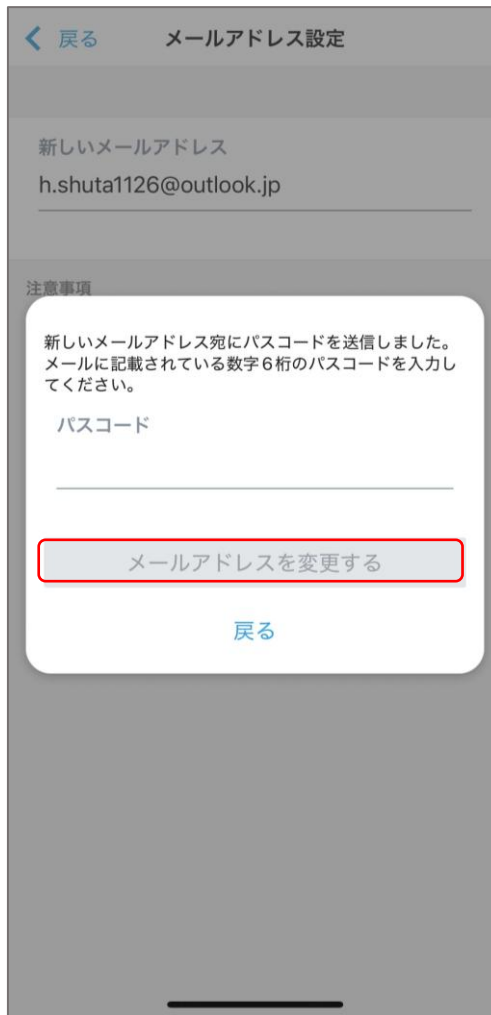 戻る メールアドレス設定
新しいメールアドレス
h.shuta1126@outlook.jp
注意事項
新しいメールアドレス宛にパスコードを送信しました。
メールに記載されている数字6桁のパスコードを入力し
てください。
パスコード
メールアドレスを変更する
戻る